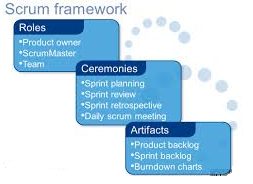 Scrum framework
Roles
•Product owner
•ScrumMaster
•Team
Ceremonies
•Sprint planning
•Sprint review
•Sprint retrospective
•Daily scrum meeting
Artifacts
•Product backlog
•Sprint backlog
•Burndown charts